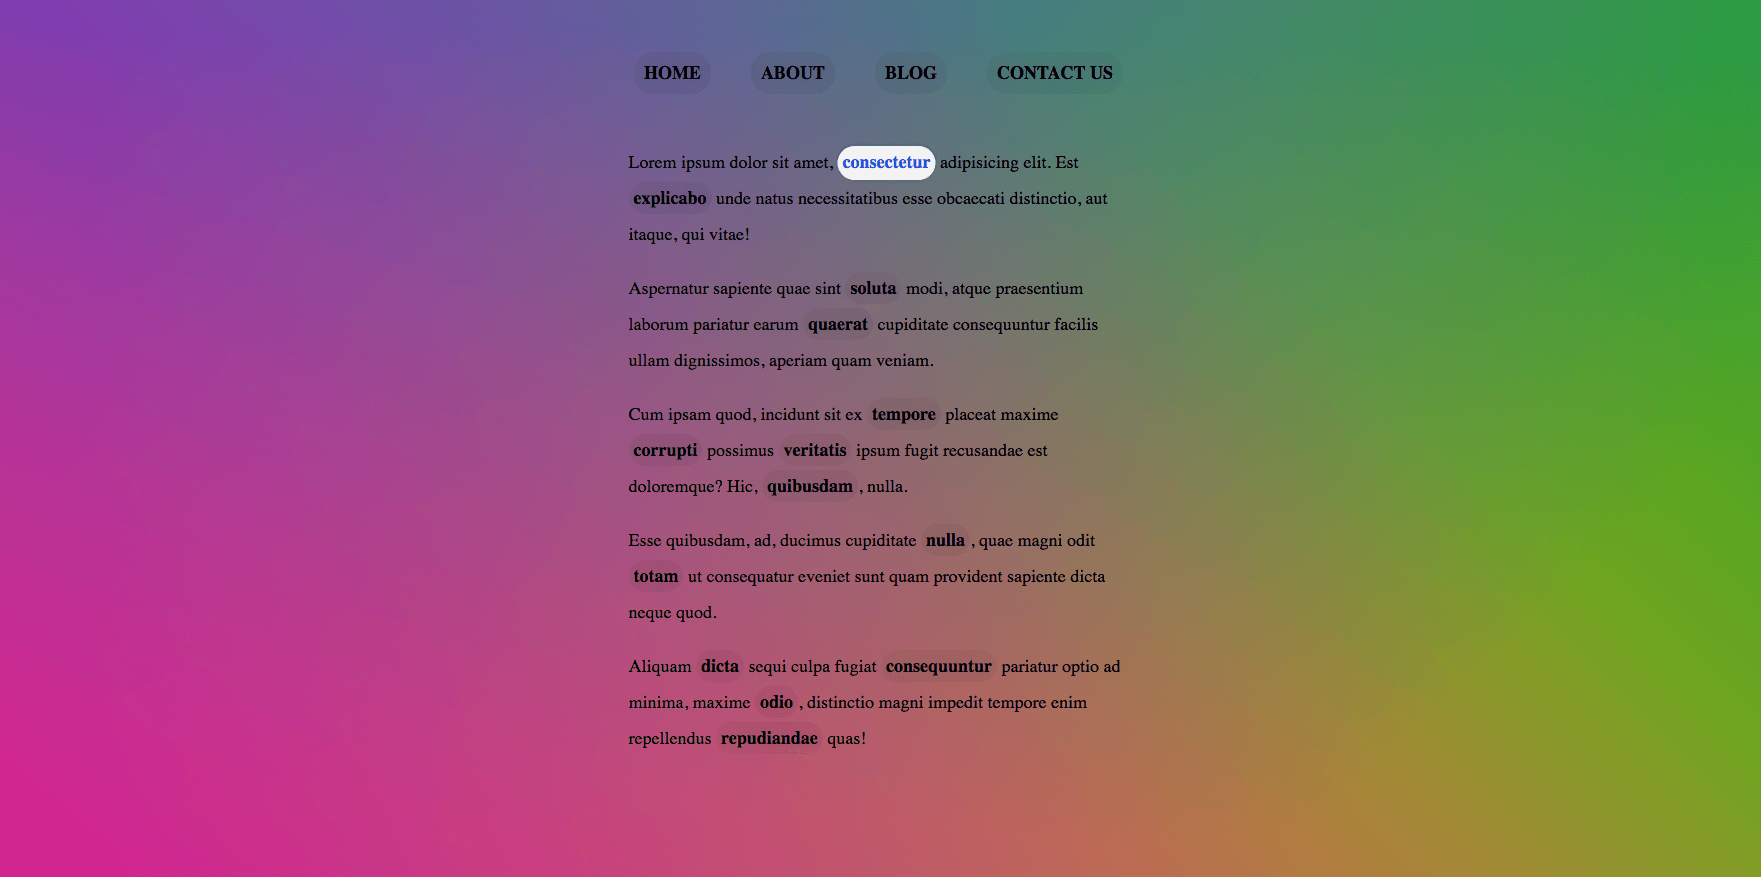 HOME ABOUT BLOG CONTACT US
Lorem ipsum dolor sit amet, consectetur adipisicing elit. Est
explicabo unde natus necessitatibus esse obcaecati distinctio, aut
itaque, qui vitae!
Aspernatur sapiente quae sint soluta modi, atque praesentium
laborum pariatur earum quaerat cupiditate consequuntur facilis
ullam dignissimos, aperiam quam veniam.
Cum ipsam quod, incidunt sit ex tempore placeat maxime
corrupti possimus veritatis ipsum fugit recusandae est
doloremque? Hic, quibusdam , nulla.
Esse quibusdam, ad, ducimus cupiditate nulla , quae magni odit
totam ut consequatur eveniet sunt quam provident sapiente dicta
neque quod.
Aliquam dicta sequi culpa fugiat consequuntur pariatur optio ad
minima, maxime odio , distinctio magni impedit tempore enim
repellendus repudiandae quas!